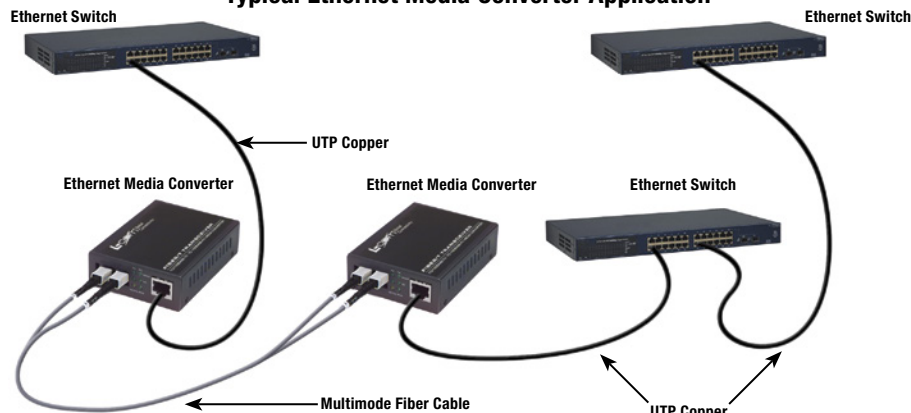 Typical Ethernet Media Converter Application
Ethernet Switch
Ethernet Switch
UTP Copper
Ethernet Media Converter
Ethernet Media Converter
Ethernet Switch
Multimode Fiber Cable
UTP Copper